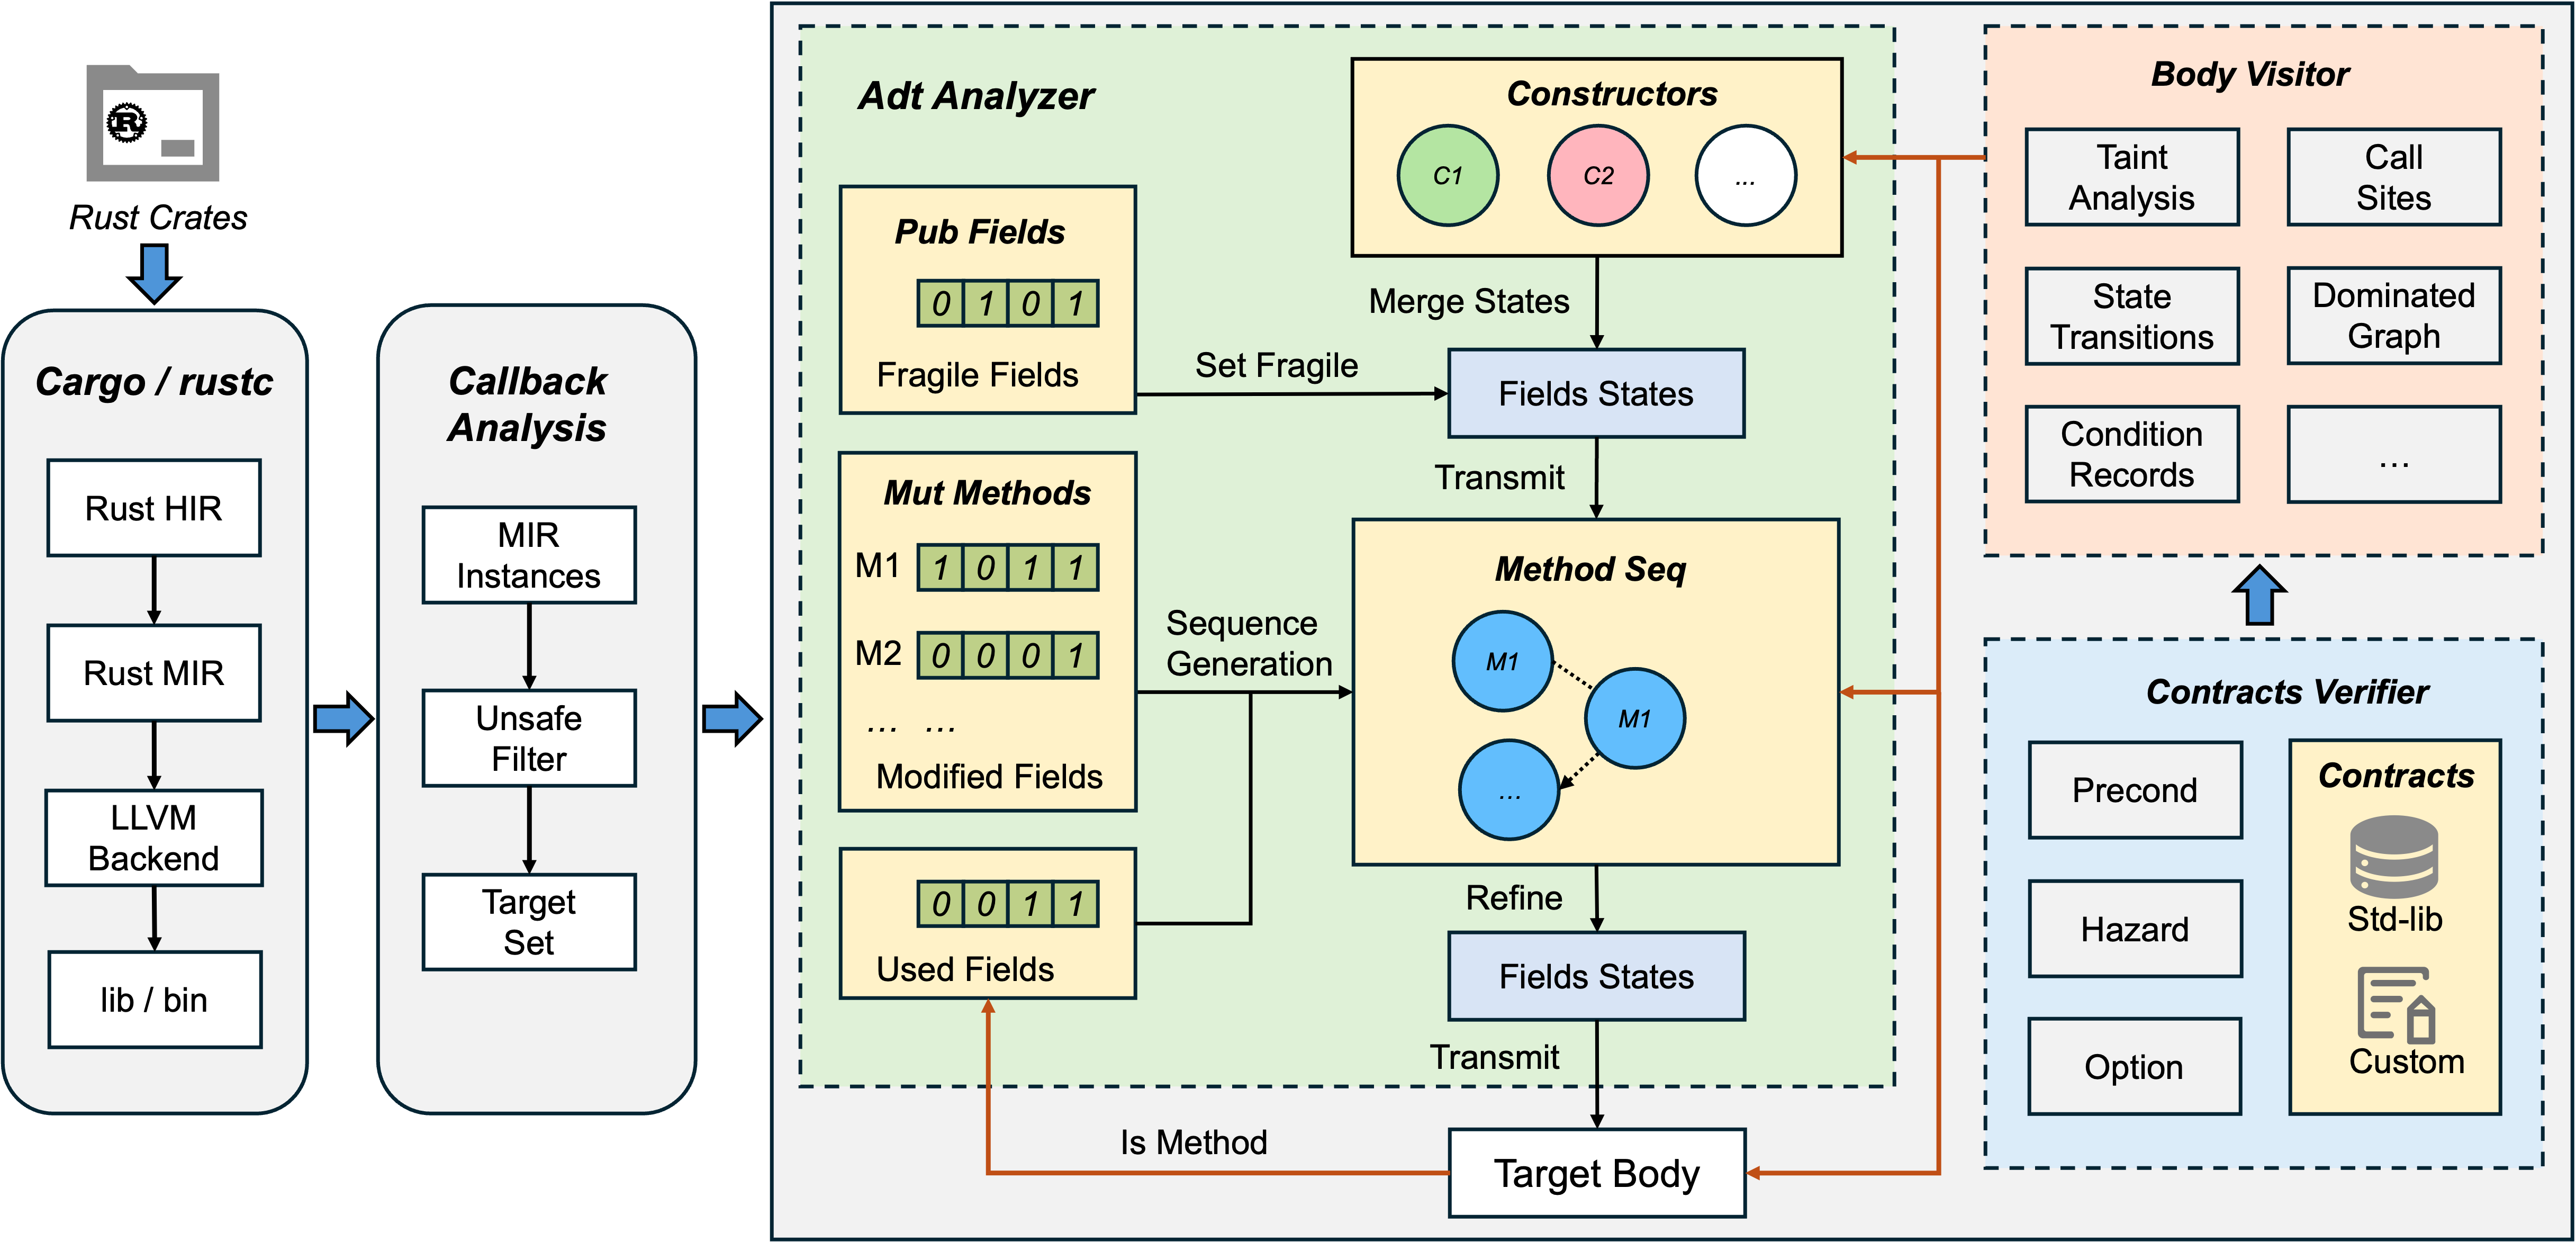 R
Rust Crates
Cargo / rustc
Rust HIR
Rust MIR
LLVM
Backend
lib / bin
Callback
Analysis
MIR
Instances
Unsafe
Filter
Target
Set
Adt Analyzer
Pub Fields
0 1 0 1
Fragile Fields
Set Fragile
Mut Methods
M1 1 0 1 1
M2 0 0 0 1
... ...
Modified Fields
Sequence
Generation
0 0 1 1
Used Fields
Constructors
C1 C2 ...
Merge States
Fields States
Transmit
Method Seq
M1
M1
...
Refine
Fields States
Transmit
Is Method
Target Body
Body Visitor
Taint
Analysis
Call
Sites
State
Transitions
Dominated
Graph
Condition
Records
...
Contracts Verifier
Precond
Hazard
Option
Contracts
Std-lib
Custom